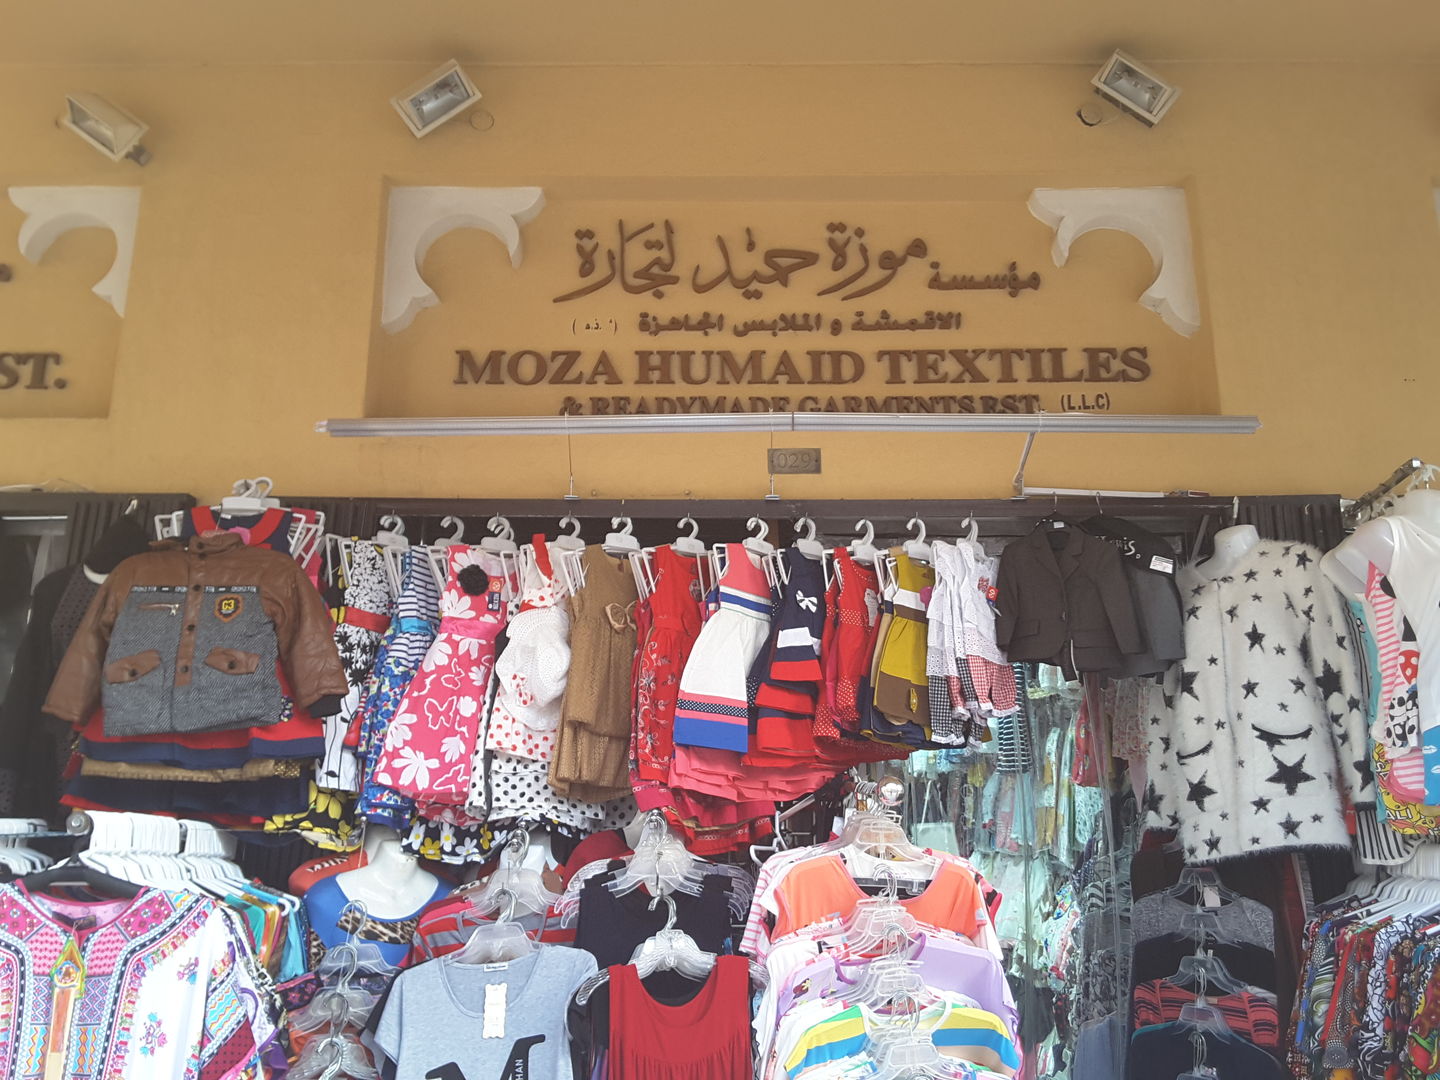 مؤسسة موزة حميد لتجارة
الاقمشة و الملابس الجاهزة (ذ.م.م)
MOZA HUMAID TEXTILES
& READYMADE GARMENTS EST. (L.L.C)
ST.
029